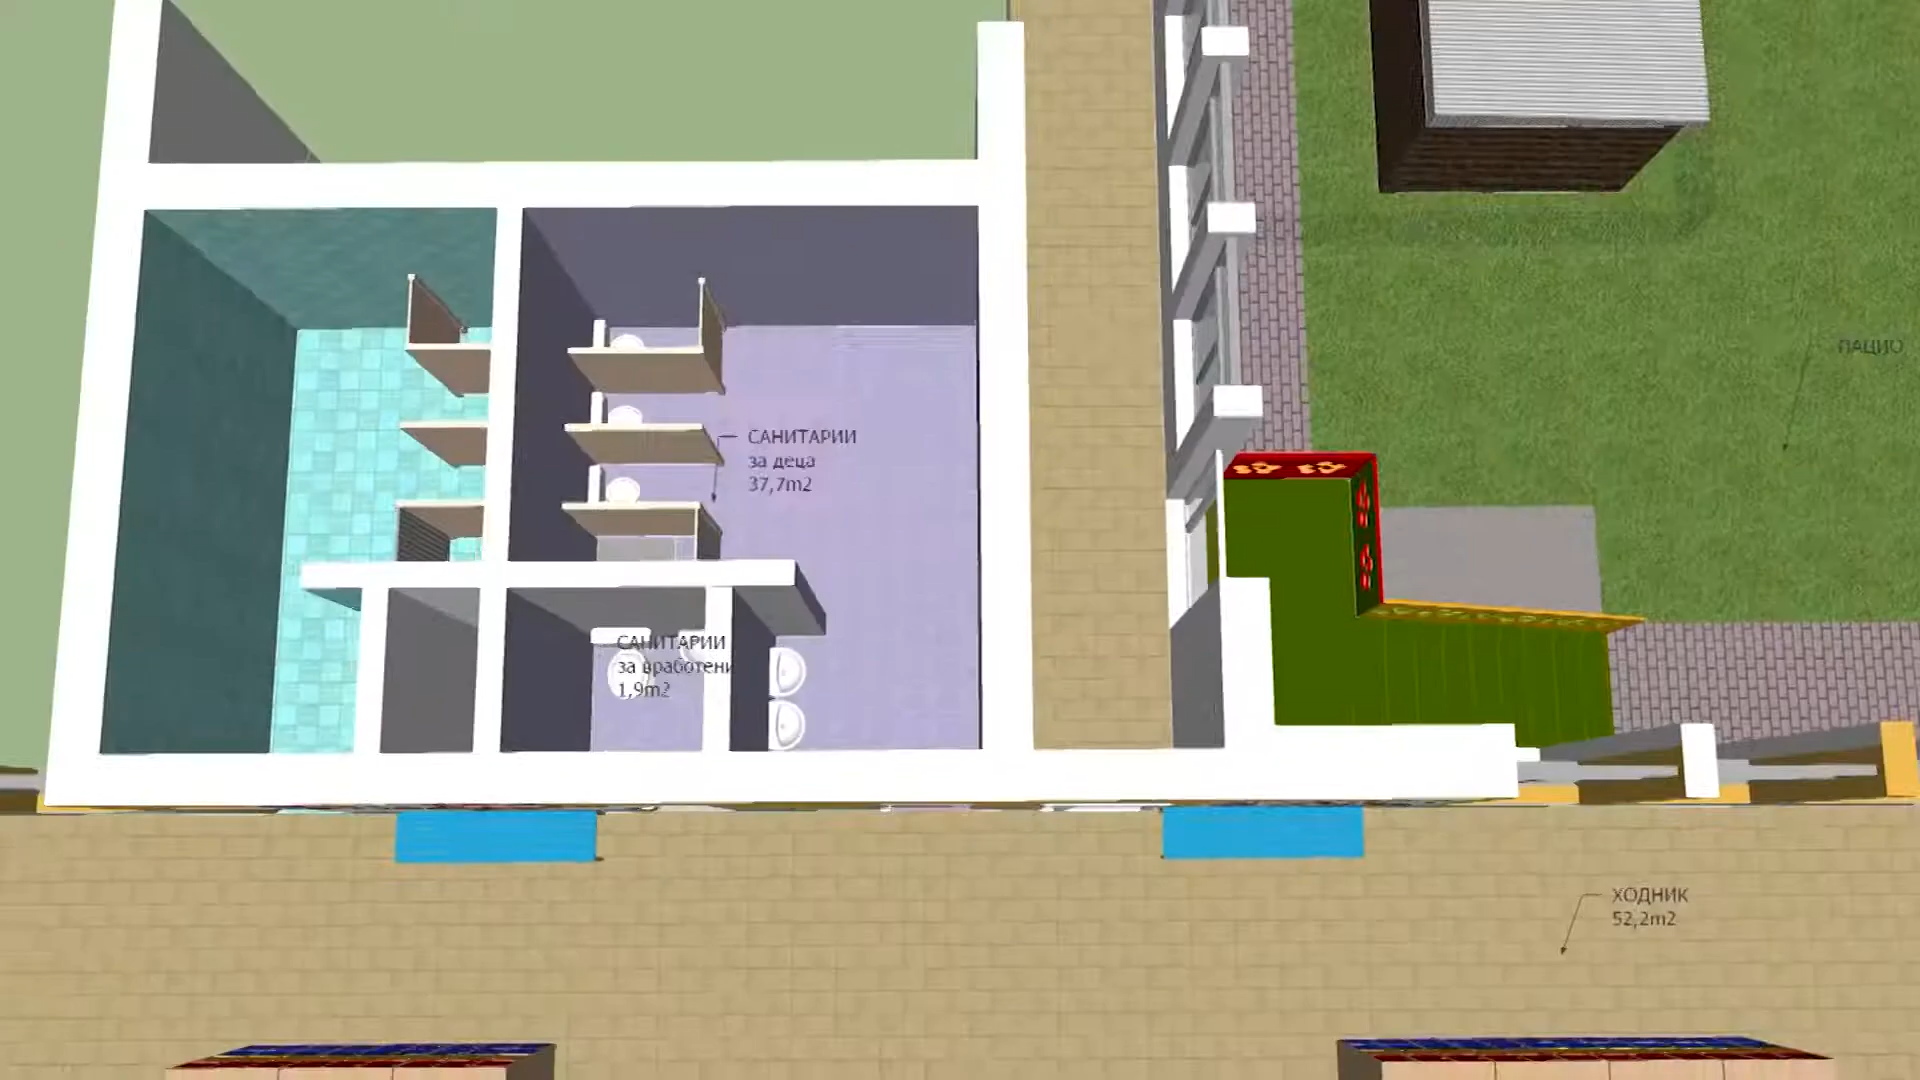 ПАЦИО
САНИТАРИИ
за деца
37,7m2
САНИТАРИИ
за вработени
1,9m2
ХОДНИК
52,2m2